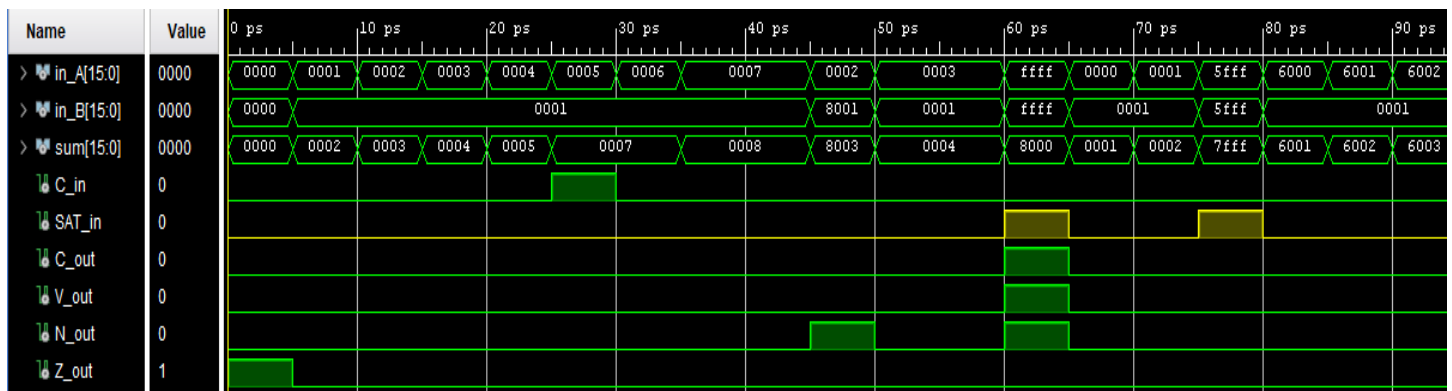 Name Value 0 ps 10 ps 20 ps 30 ps 40 ps 50 ps 60 ps 70 ps 80 ps 90 ps
in_A[15:0] 0000 0000 0001 0002 0003 0004 0005 0006 0007 0002 0003 ffff 0000 0001 5fff 6000 6001 6002
in_B[15:0] 0000 0000 0001 8001 0001 ffff 0001 5fff 0001
sum[15:0] 0000 0000 0002 0003 0004 0005 0007 0008 8003 0004 8000 0001 0002 7fff 6001 6002 6003
C_in 0
SAT_in 0
C_out 0
V_out 0
N_out 0
Z_out 1